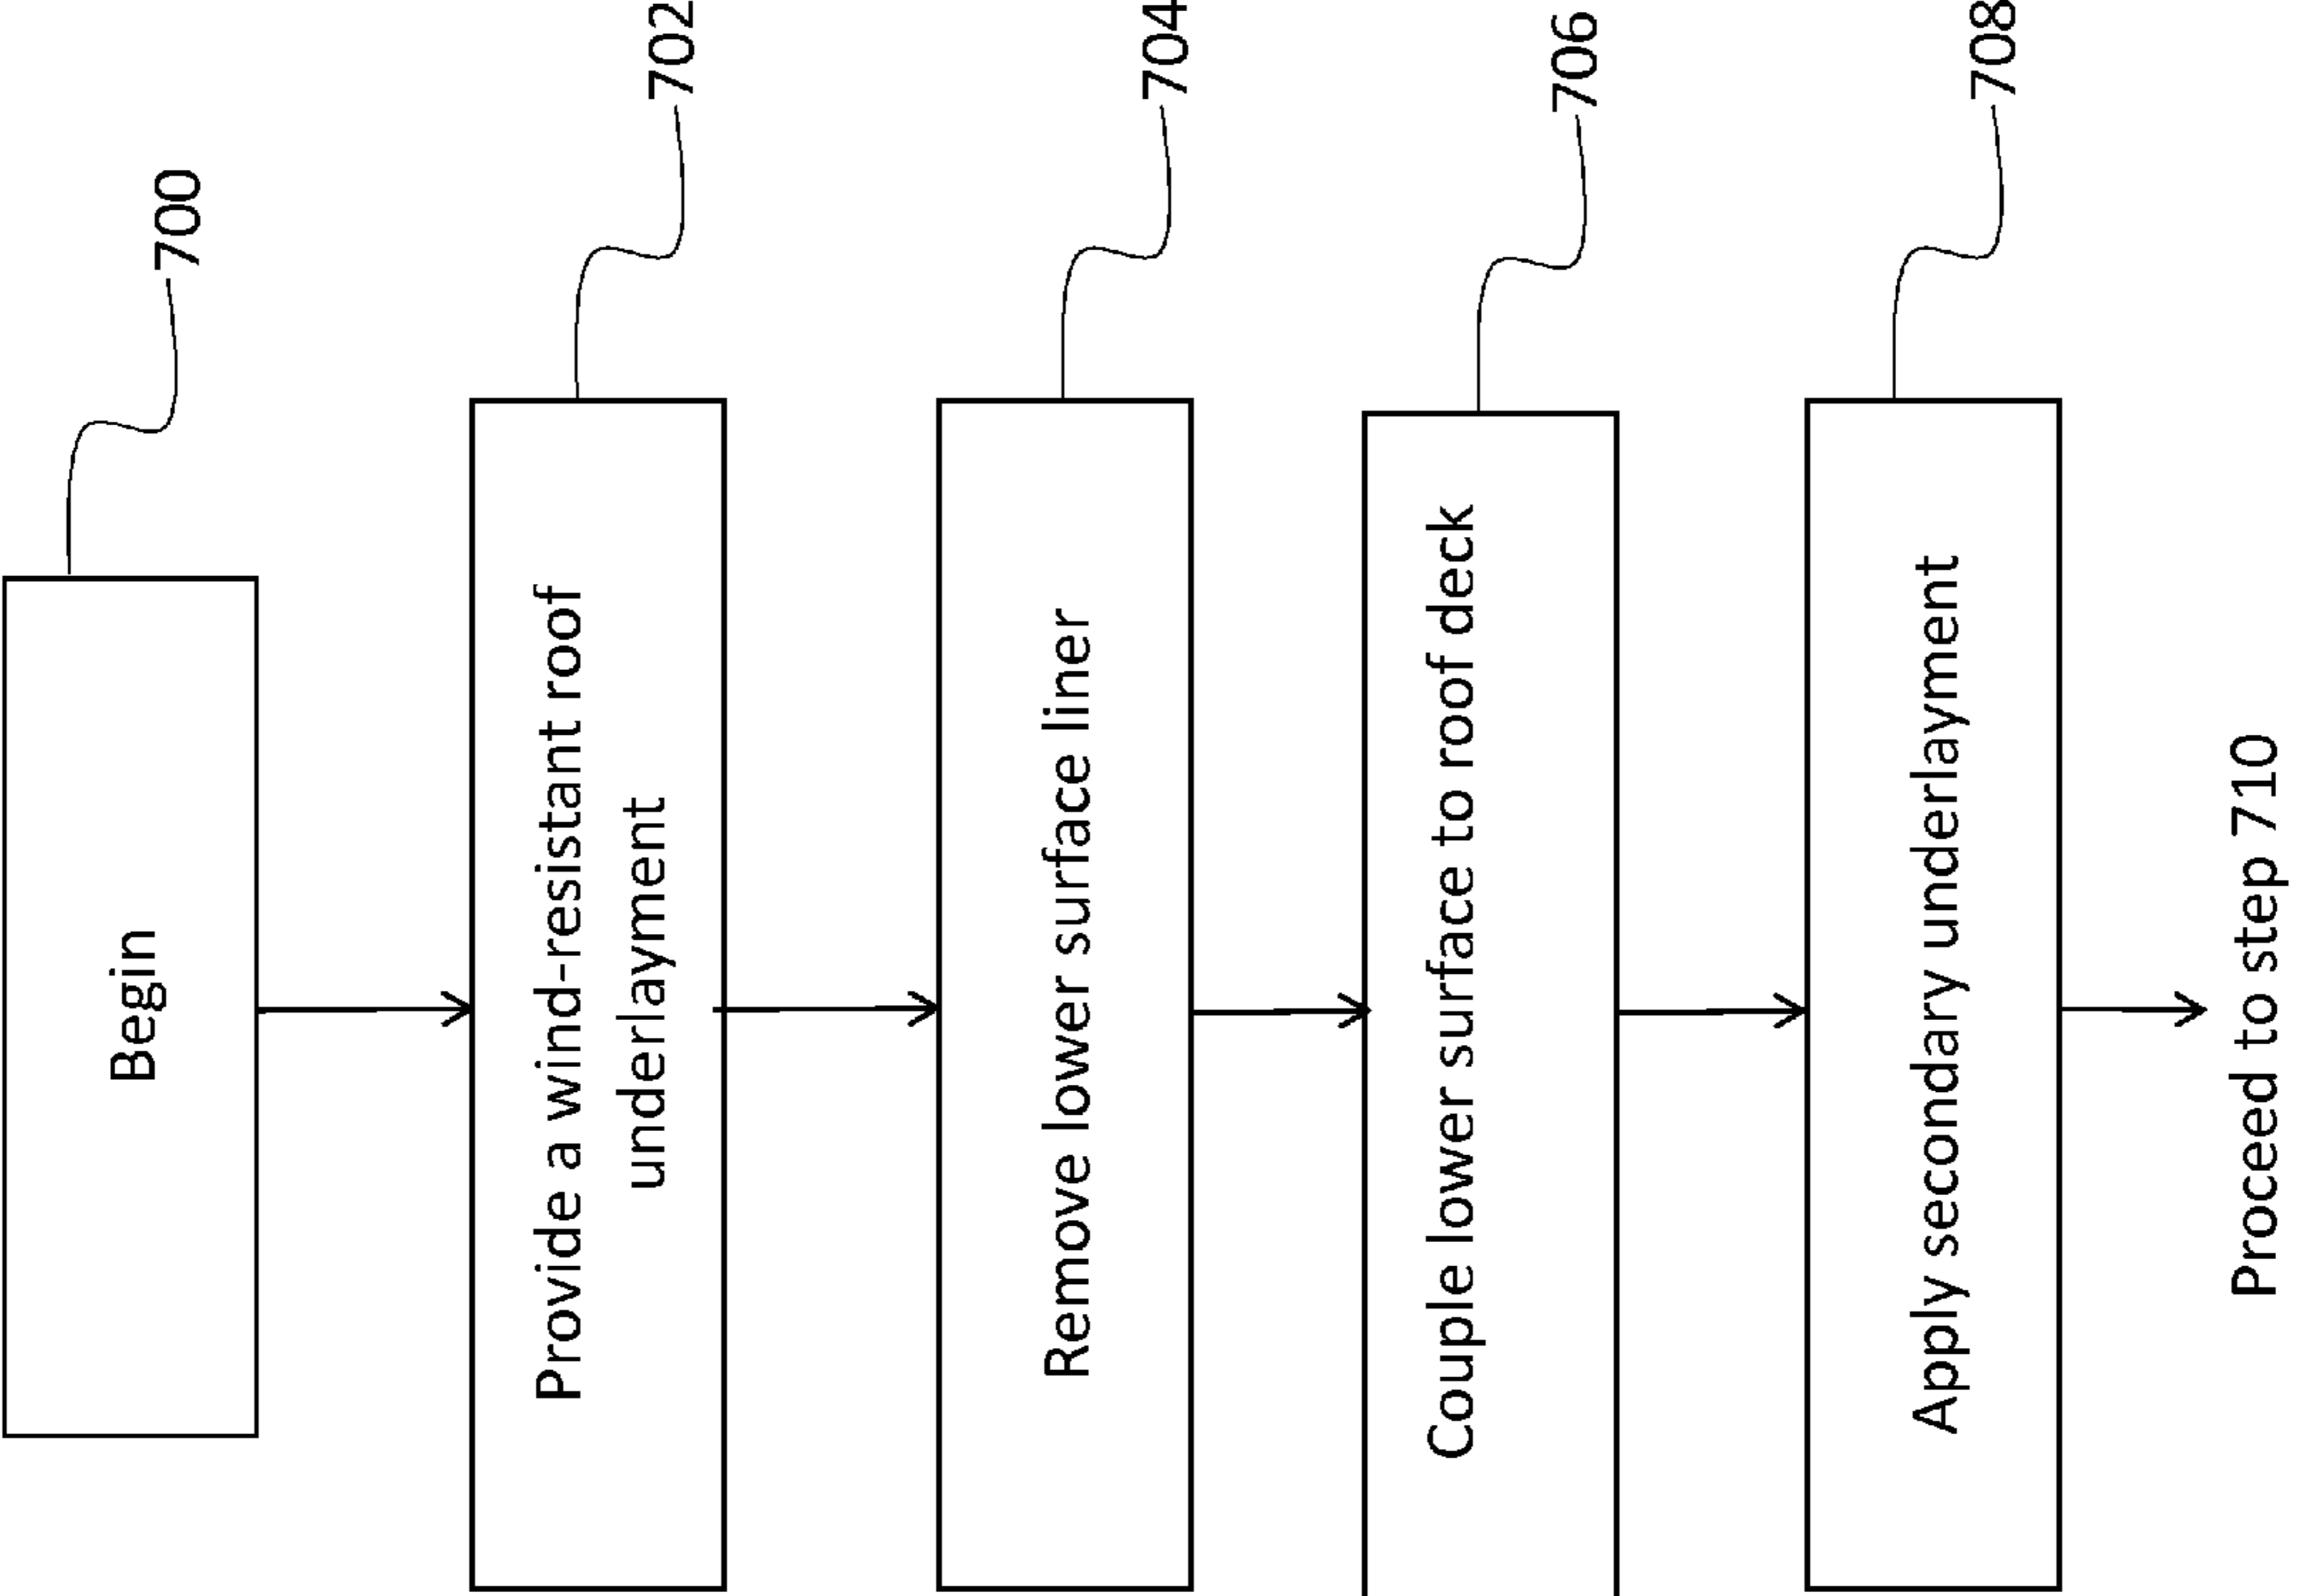 Begin
700
Provide a wind-resistant roof
underlayment
702
Remove lower surface liner
704
Couple lower surface to roof deck
706
Apply secondary underlayment
708
Proceed to step 710